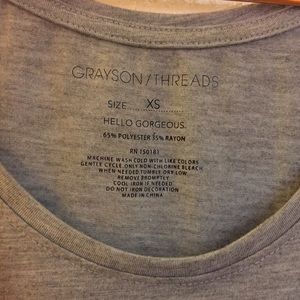 GRAYSON/THREADS
SIZE XS
HELLO GORGEOUS.
65% POLYESTER 35% RAYON
RN 15018
MACHINE WASH COLD WITH LIKE COLORS
GENTLE CYCLE. ONLY NON-CHLORINE BLEACH
WHEN NEEDED. TUMBLE DRY LOW.
REMOVE PROMPTLY
COOL IRON IF NEEDED.
DO NOT IRON DECORATION
MADE IN CHINA